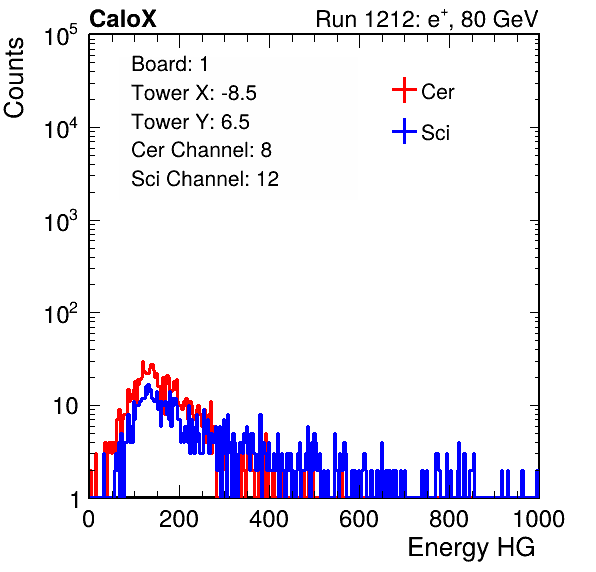 CaloX Run 1212: e⁺, 80 GeV
Counts
Board: 1
Tower X: -8.5
Tower Y: 6.5
Cer Channel: 8
Sci Channel: 12
Cer
Sci
10⁵
10⁴
10³
10²
10
1
0 200 400 600 800 1000
Energy HG